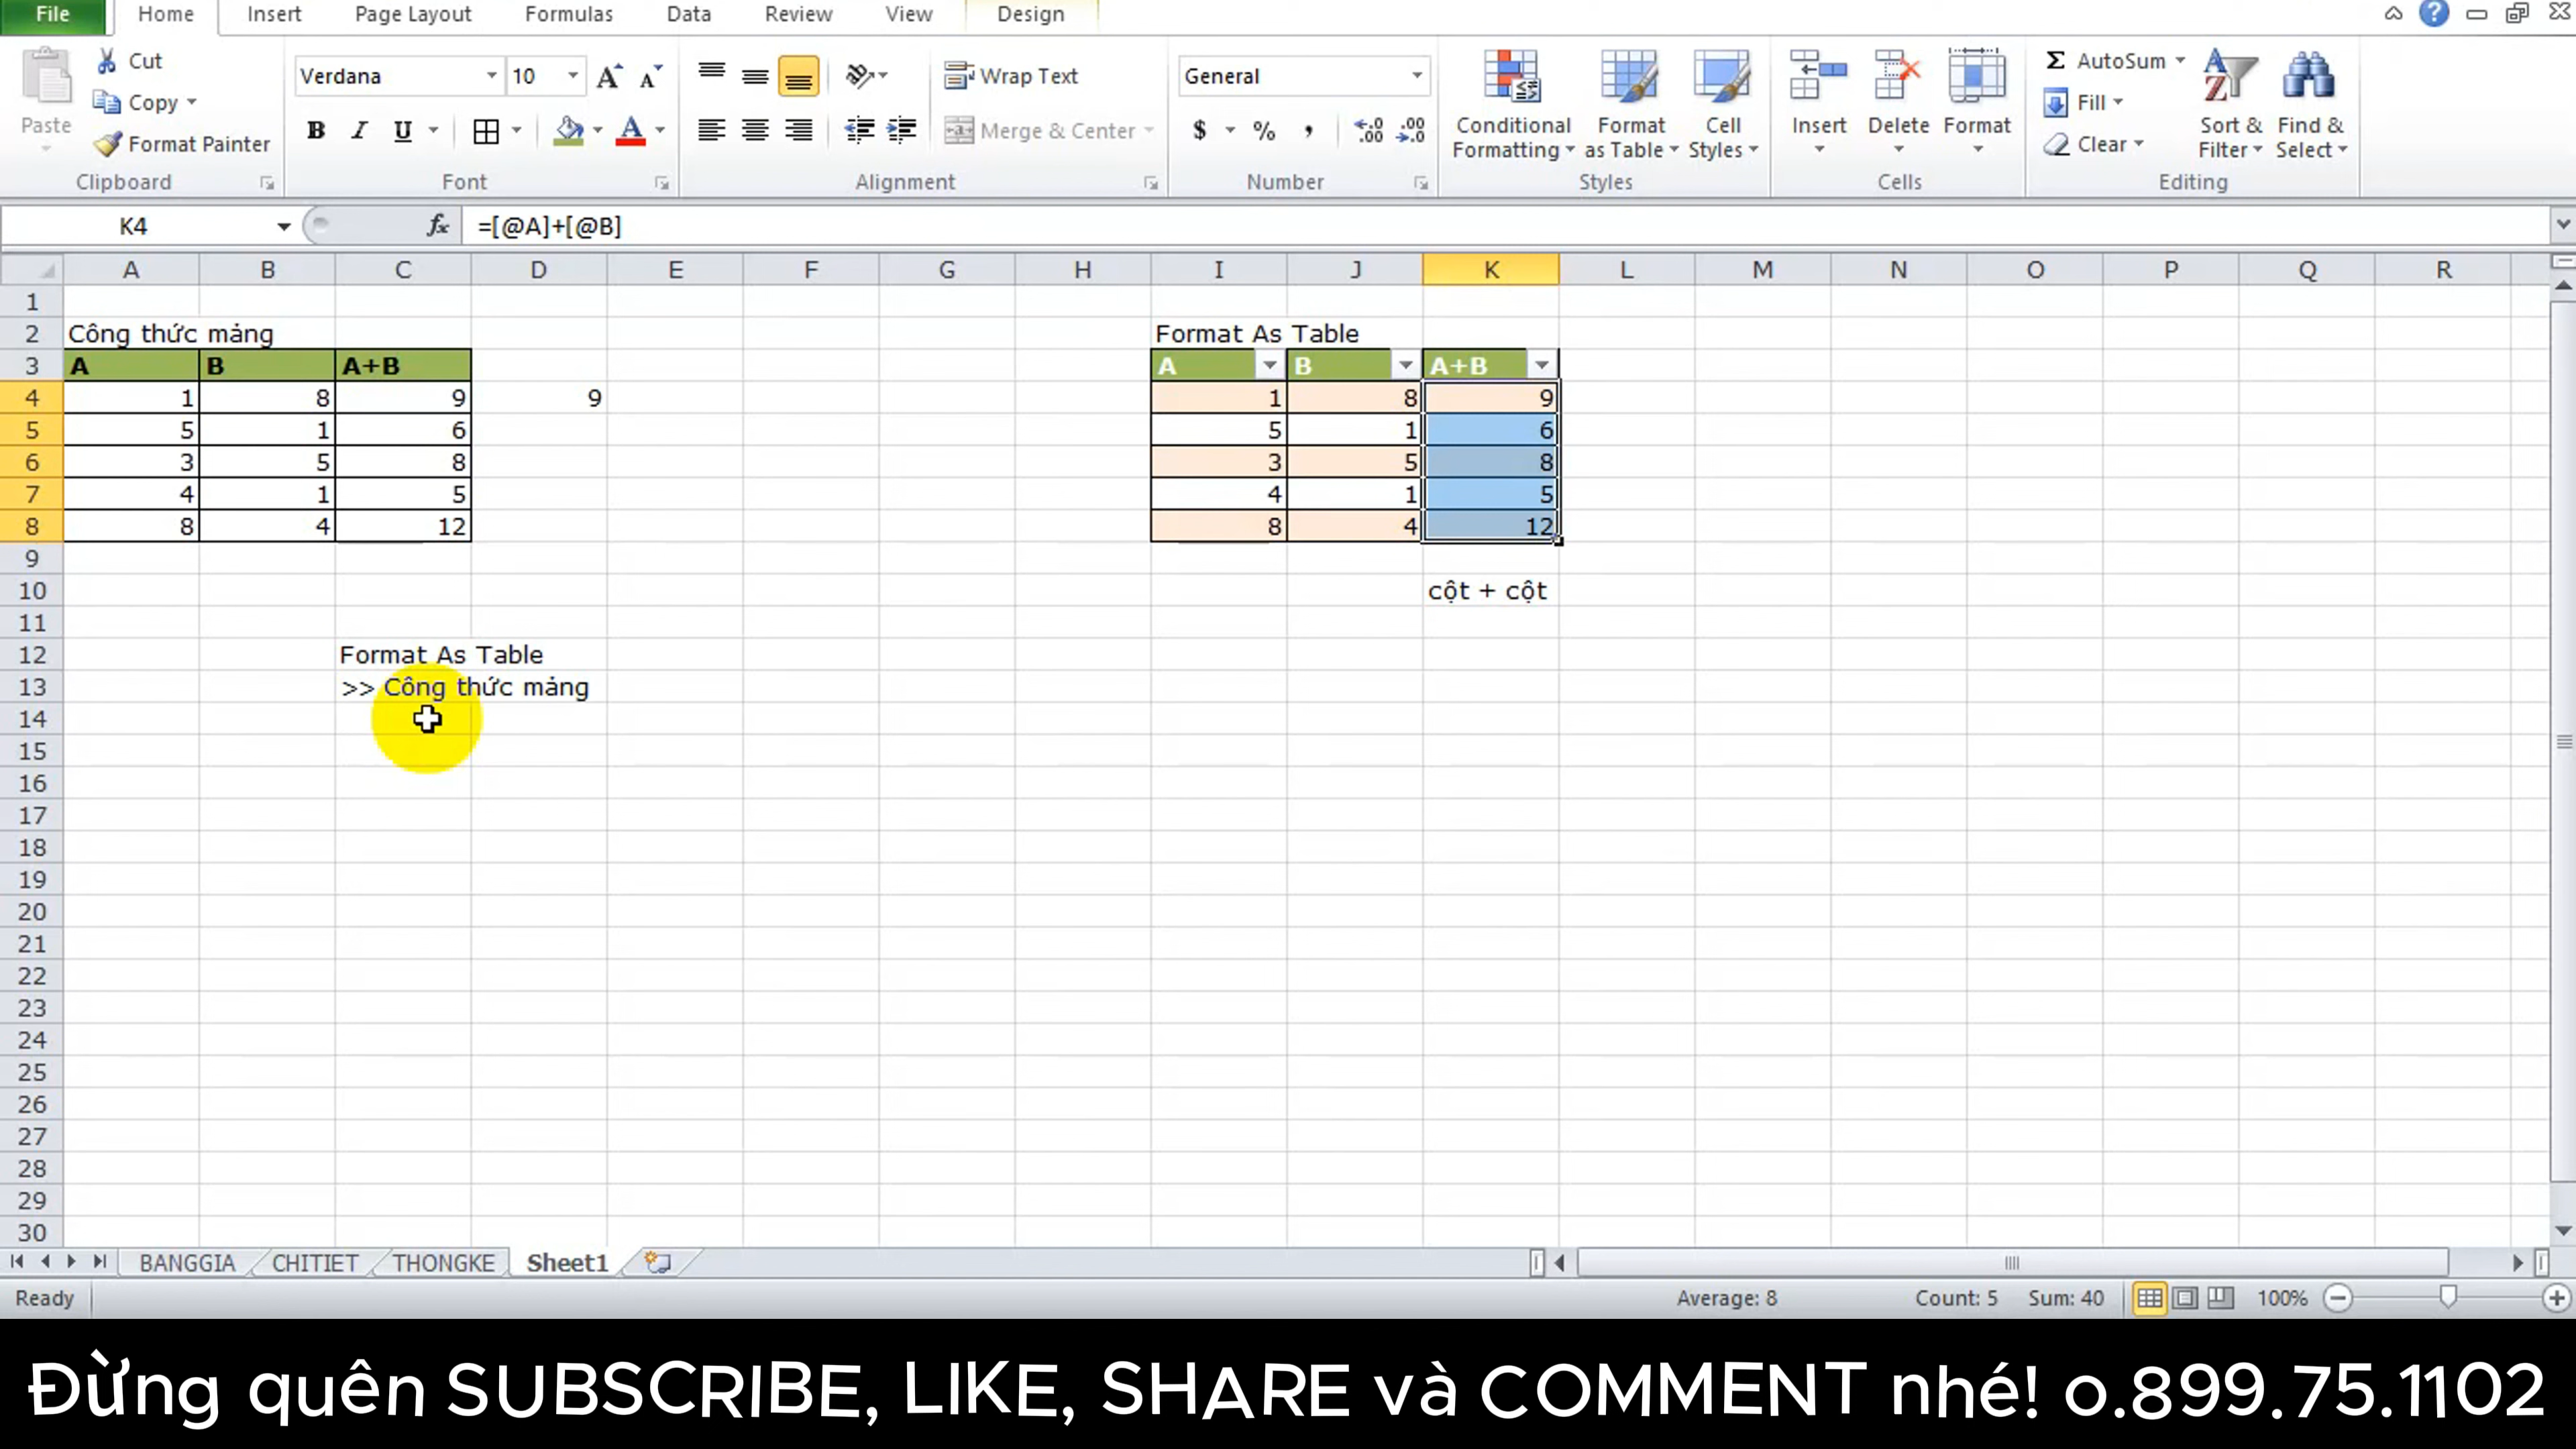 File Home Insert Page Layout Formulas Data Review View Design
Paste Cut Copy Format Painter Clipboard
Verdana 10 B I U Font
Wrap Text Merge & Center Alignment
General $ % , Number
Conditional Formatting Format as Table Cell Styles Styles
Insert Delete Format Cells
Σ AutoSum Fill Clear Sort & Filter Find & Select Editing
K4 fx =[@A]+[@B]
A B C D E F G H I J K L M N O P Q R
1
2 Công thức mảng Format As Table
3 A B A+B A B A+B
4 1 8 9 9 1 8 9
5 5 1 6 5 1 6
6 3 5 8 3 5 8
7 4 1 5 4 1 5
8 8 4 12 8 4 12
9
10 cột + cột
11
12 Format As Table
13 >> Công thức mảng
14
15
16
17
18
19
20
21
22
23
24
25
26
27
28
29
30
BANGGIA CHITIET THONGKE Sheet1
Ready Average: 8 Count: 5 Sum: 40 100%
Đừng quên SUBSCRIBE, LIKE, SHARE và COMMENT nhé! 0.899.75.1102